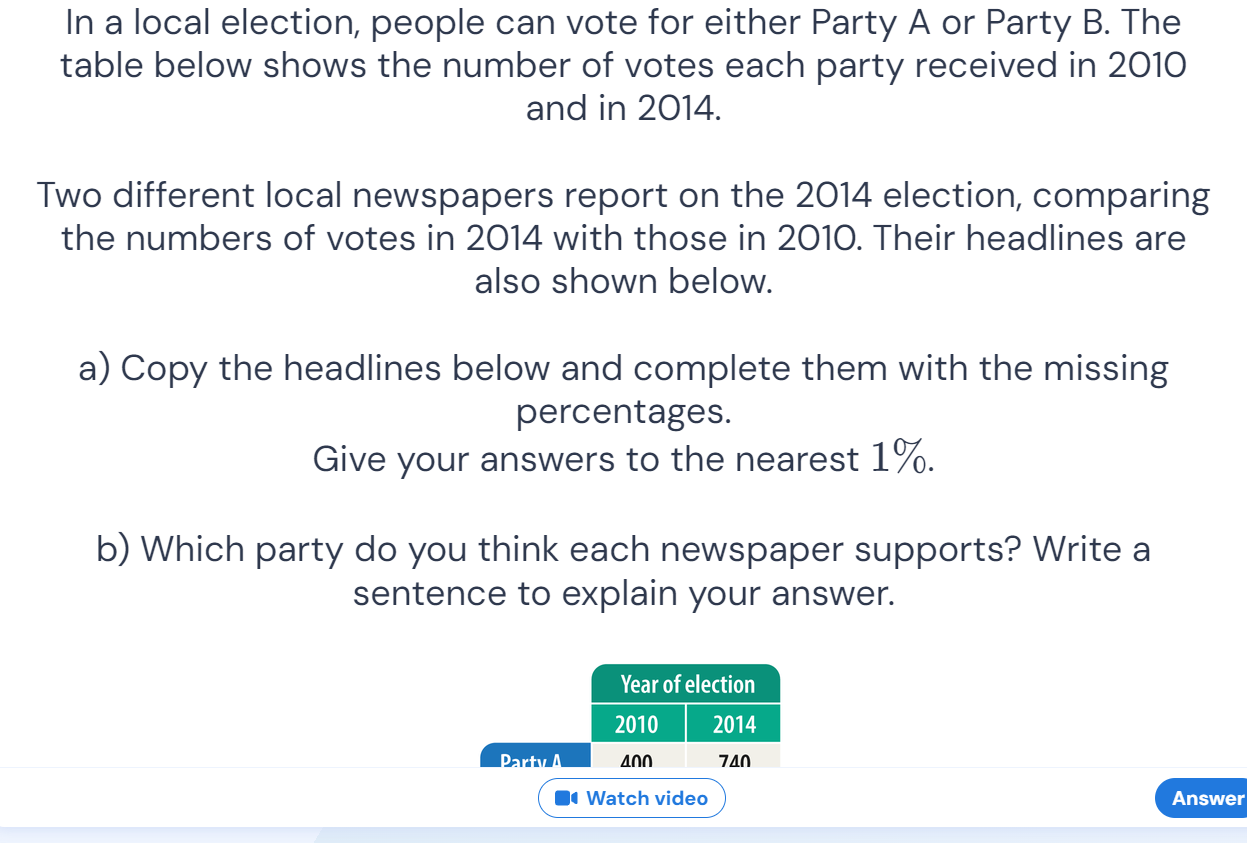 In a local election, people can vote for either Party A or Party B. The
table below shows the number of votes each party received in 2010
and in 2014.
Two different local newspapers report on the 2014 election, comparing
the numbers of votes in 2014 with those in 2010. Their headlines are
also shown below.
a) Copy the headlines below and complete them with the missing
percentages.
Give your answers to the nearest 1%.
b) Which party do you think each newspaper supports? Write a
sentence to explain your answer.
Year of election
2010 2014
Party A 400 740
Watch video
Answer